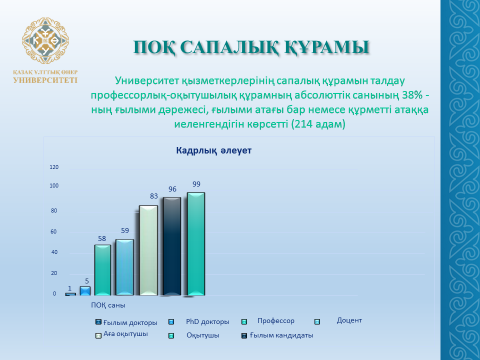 ҚАЗАҚ ҰЛТТЫҚ ӨНЕР
УНИВЕРСИТЕТІ
ПОҚ САПАЛЫҚ ҚҰРАМЫ
Университет қызметкерлерінің сапалық құрамын талдау
профессорлық-оқытушылық құрамның абсолюттік санының 38% -
ның ғылыми дәрежесі, ғылыми атағы бар немесе құрметті атаққа
иеленгендігін көрсетті (214 адам)
Кадрлық әлеует
120
100
80
60
40
20
0
1
5
58
59
83
96
99
ПОҚ саны
Ғылым докторы
PhD докторы
Профессор
Доцент
Аға оқытушы
Оқытушы
Ғылым кандидаты